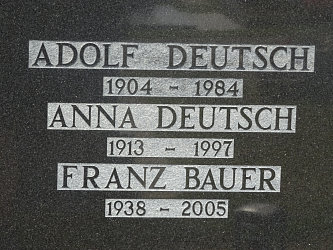 ADOLF DEUTSCH
1904 - 1984
ANNA DEUTSCH
1913 - 1997
FRANZ BAUER
1938 - 2005